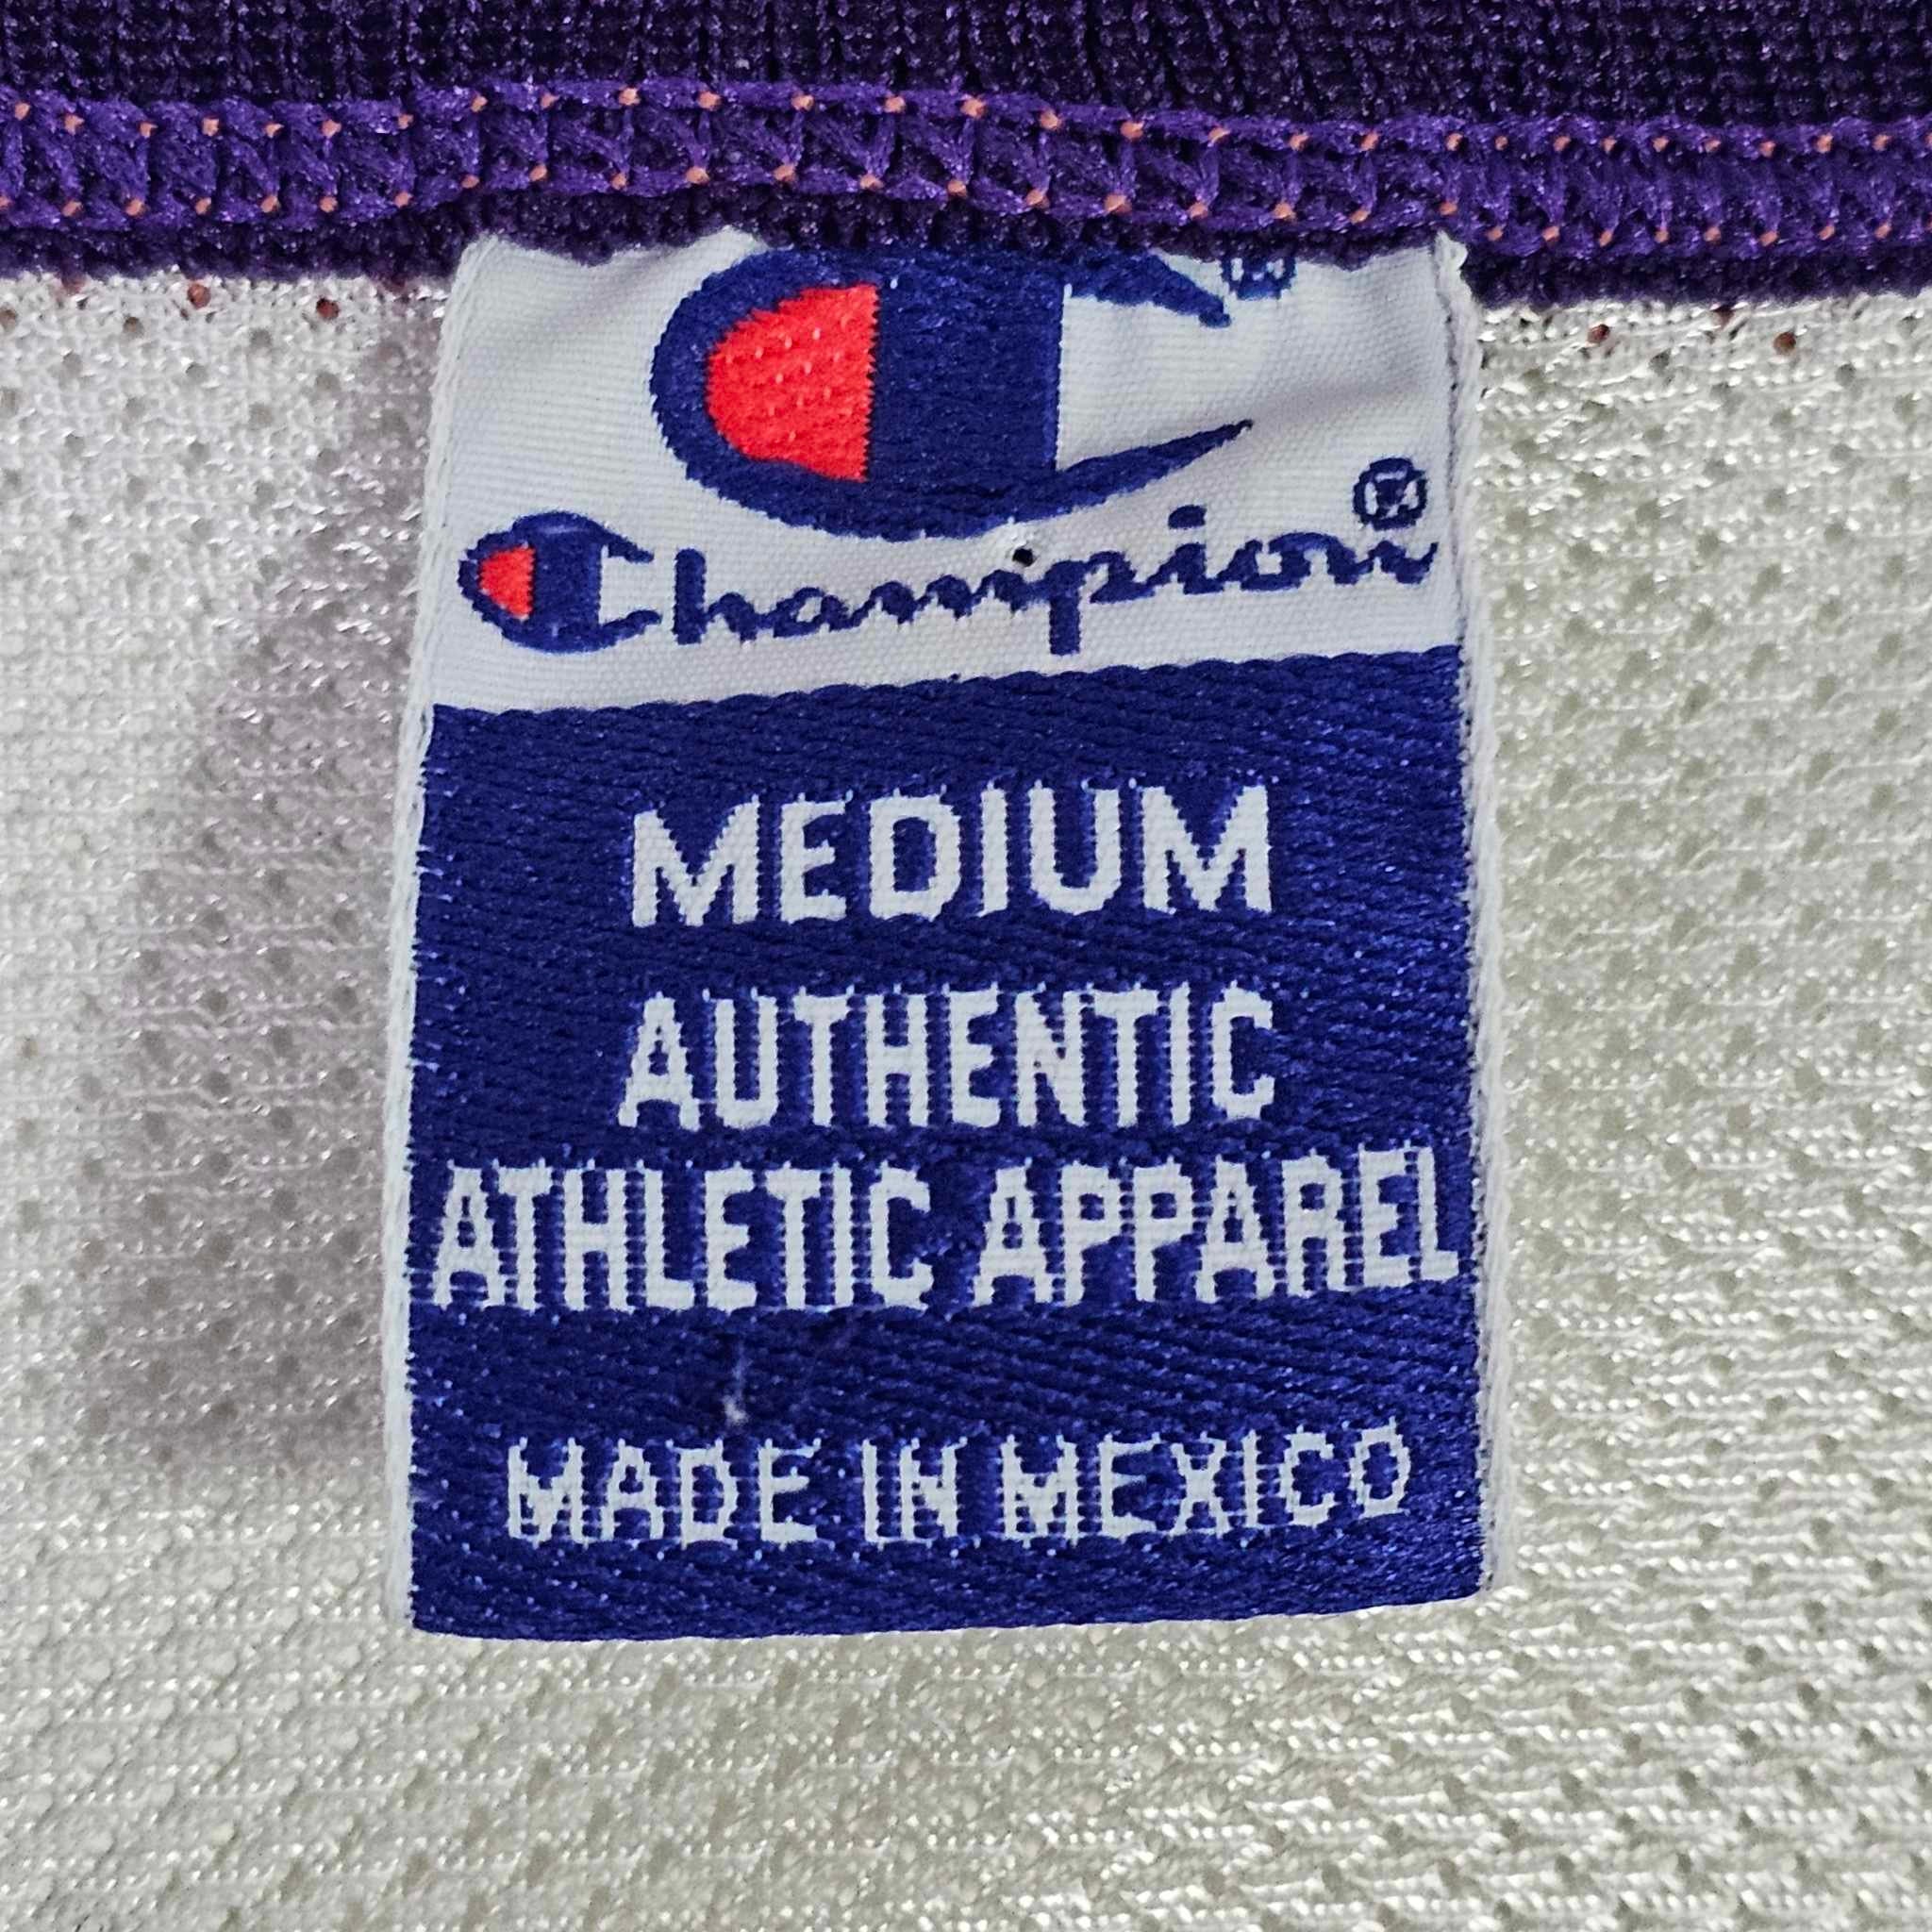 Champion®
MEDIUM
AUTHENTIC
ATHLETIC APPAREL
MADE IN MEXICO